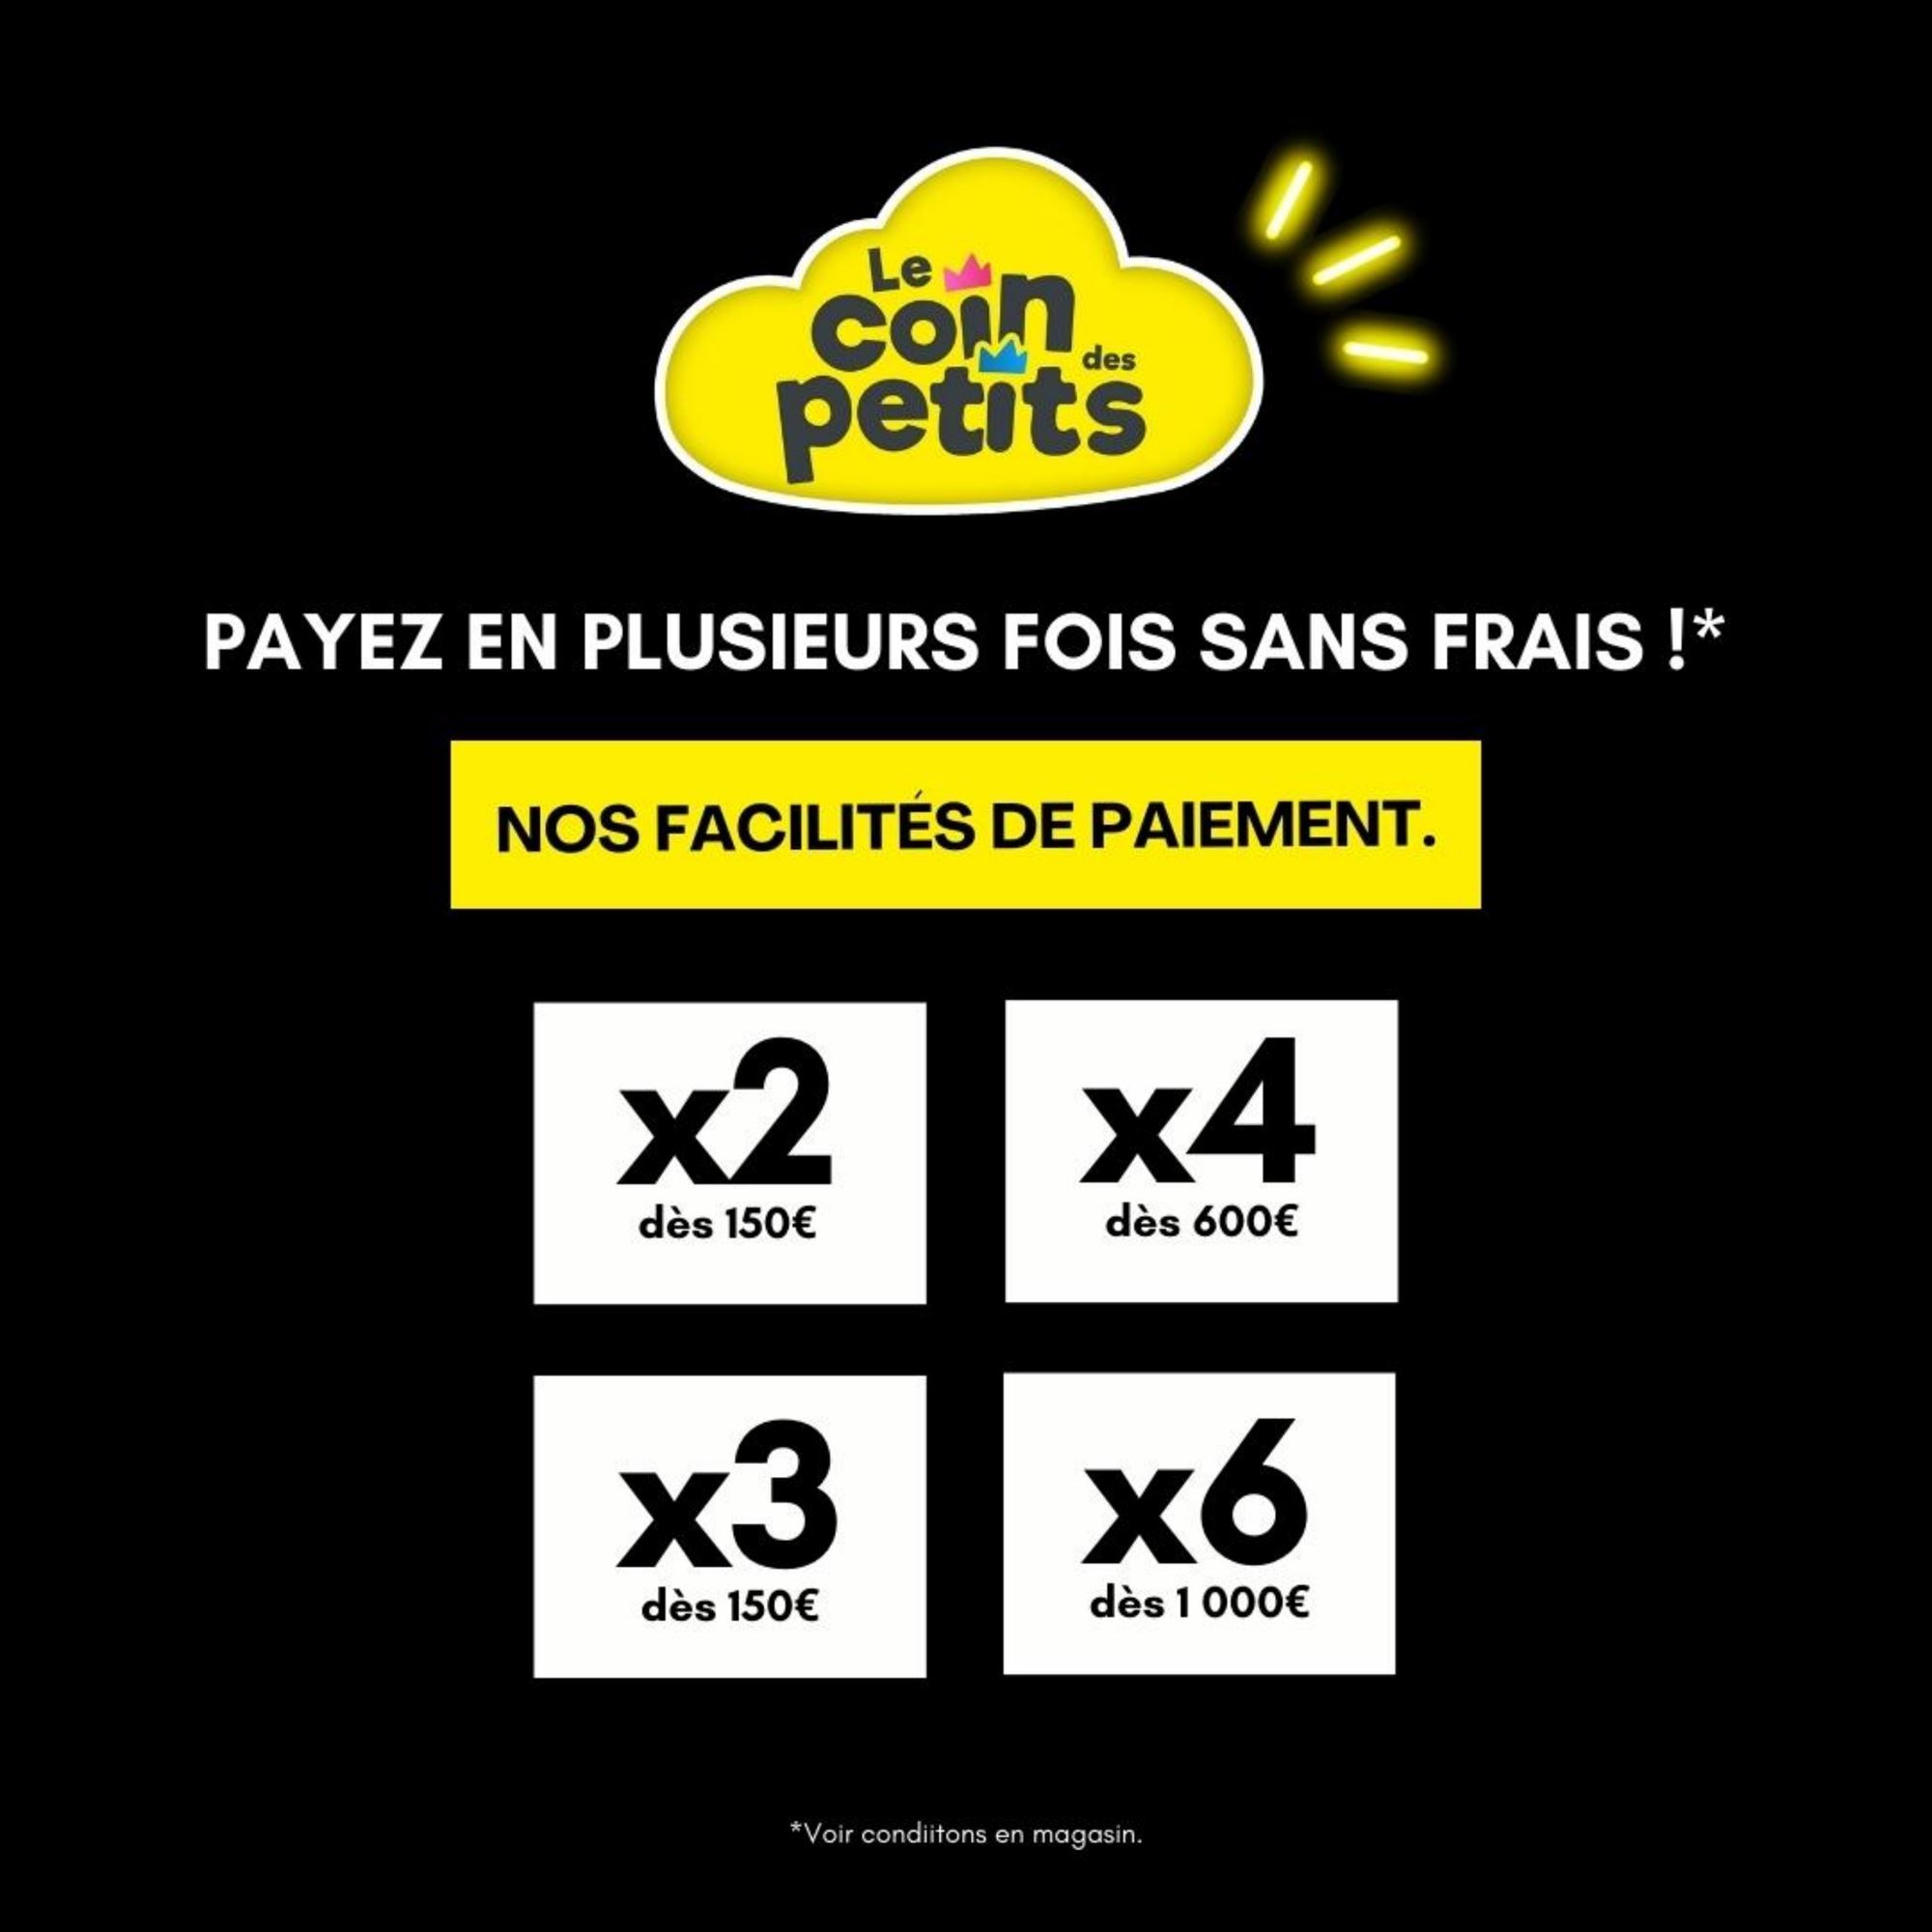 Le
coin
des
petits
PAYEZ EN PLUSIEURS FOIS SANS FRAIS !*
NOS FACILITÉS DE PAIEMENT.
x2
dès 150€
x4
dès 600€
x3
dès 150€
x6
dès 1 000€
*Voir condiitons en magasin.